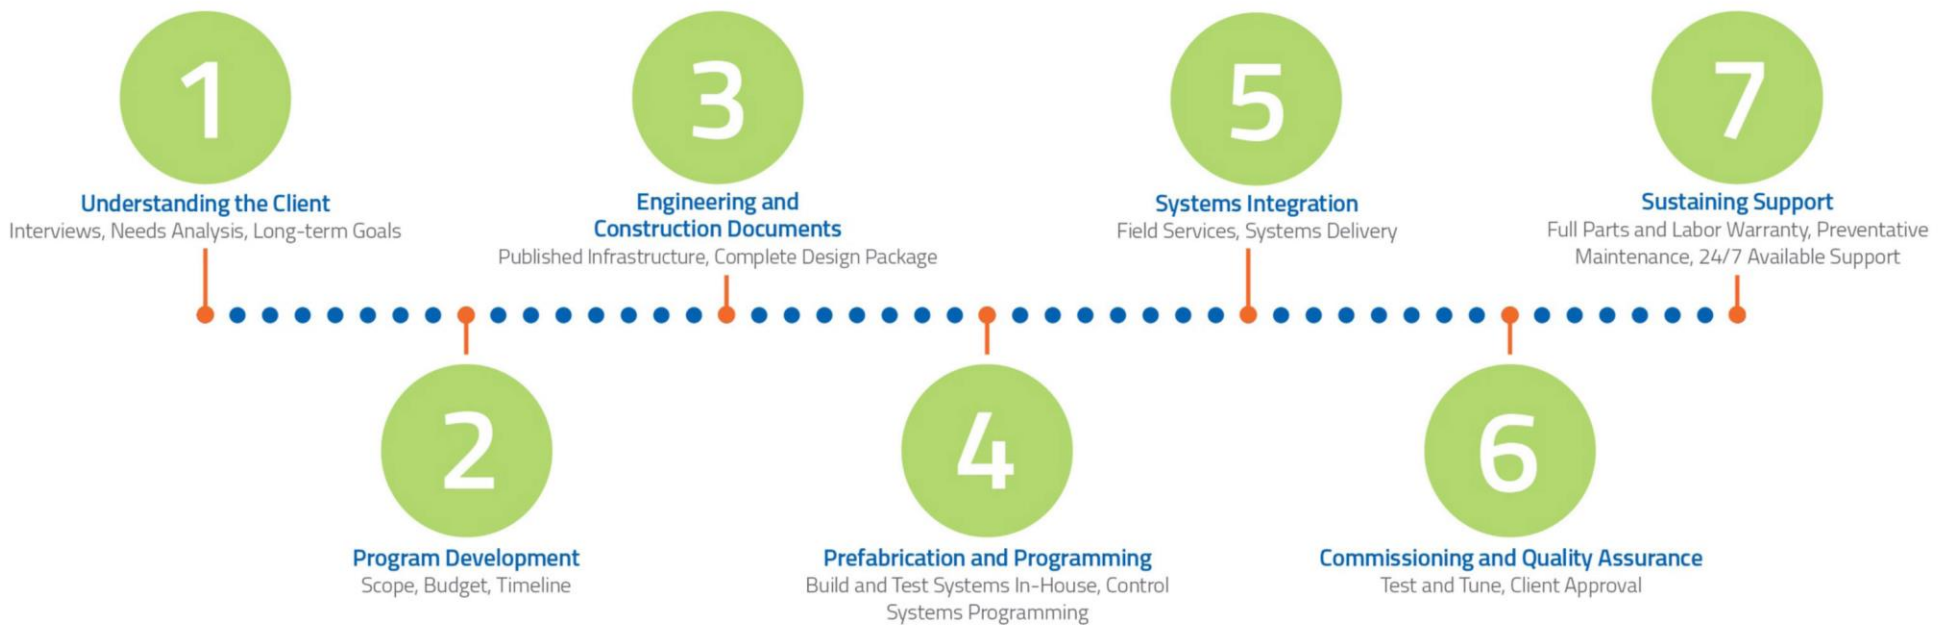 1
Understanding the Client
Interviews, Needs Analysis, Long-term Goals
2
Program Development
Scope, Budget, Timeline
3
Engineering and
Construction Documents
Published Infrastructure, Complete Design Package
4
Prefabrication and Programming
Build and Test Systems In-House, Control
Systems Programming
5
Systems Integration
Field Services, Systems Delivery
6
Commissioning and Quality Assurance
Test and Tune, Client Approval
7
Sustaining Support
Full Parts and Labor Warranty, Preventative
Maintenance, 24/7 Available Support